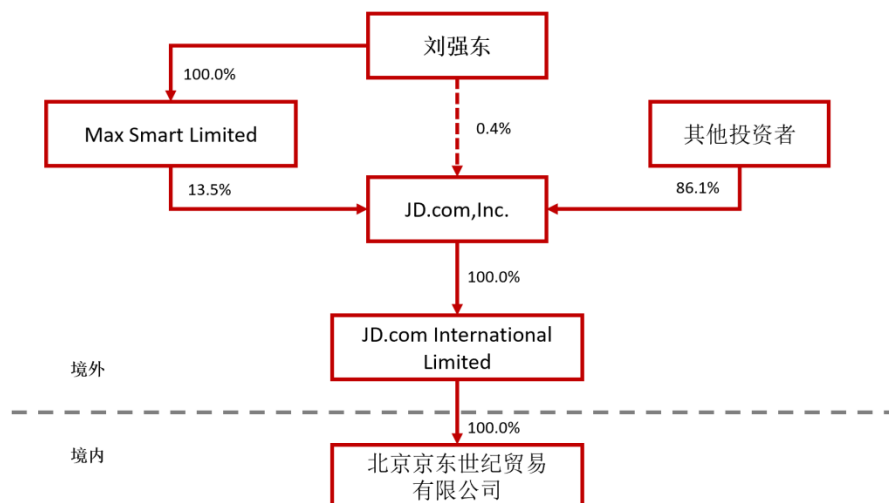 刘强东
100.0%
Max Smart Limited
0.4%
其他投资者
13.5%
86.1%
JD.com,Inc.
100.0%
JD.com International
Limited
境外
100.0%
境内
北京京东世纪贸易
有限公司